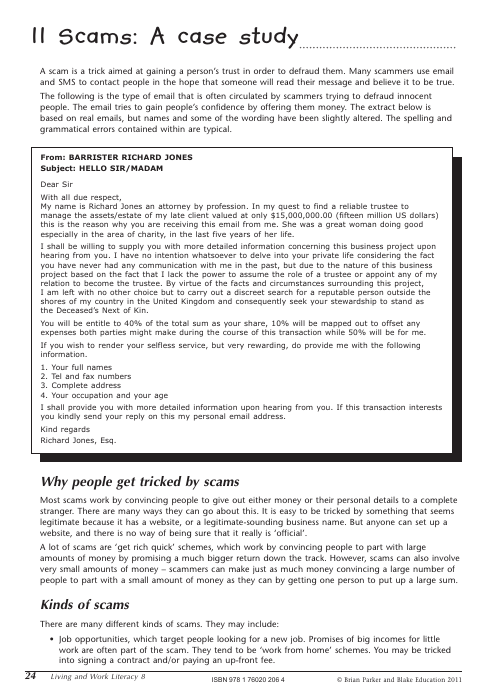 11 Scams: A case study
A scam is a trick aimed at gaining a person's trust in order to defraud them. Many scammers use email
and SMS to contact people in the hope that someone will read their message and believe it to be true.
The following is the type of email that is often circulated by scammers trying to defraud innocent
people. The email tries to gain people's confidence by offering them money. The extract below is
based on real emails, but names and some of the wording have been slightly altered. The spelling and
grammatical errors contained within are typical.
From: BARRISTER RICHARD JONES
Subject: HELLO SIR/MADAM
Dear Sir
With all due respect,
My name is Richard Jones an attorney by profession. In my quest to find a reliable trustee to
manage the assets/estate of my late client valued at only $15,000,000.00 (fifteen million US dollars)
this is the reason why you are receiving this email from me. She was a great woman doing good
especially in the area of charity, in the last five years of her life.
I shall be willing to supply you with more detailed information concerning this business project upon
hearing from you. I have no intention whatsoever to delve into your private life considering the fact
you have never had any communication with me in the past, but due to the nature of this business
project based on the fact that I lack the power to assume the role of a trustee or appoint any of my
relation to become the trustee. By virtue of the facts and circumstances surrounding this project,
I am left with no other choice but to carry out a discreet search for a reputable person outside the
shores of my country in the United Kingdom and consequently seek your stewardship to stand as
the Deceased's Next of Kin.
You will be entitle to 40% of the total sum as your share, 10% will be mapped out to offset any
expenses both parties might make during the course of this transaction while 50% will be for me.
If you wish to render your selfless service, but very rewarding, do provide me with the following
information.
1. Your full names
2. Tel and fax numbers
3. Complete address
4. Your occupation and your age
I shall provide you with more detailed information upon hearing from you. If this transaction interests
you kindly send your reply on this my personal email address.
Kind regards
Richard Jones, Esq.
Why people get tricked by scams
Most scams work by convincing people to give out either money or their personal details to a complete
stranger. There are many ways they can go about this. It is easy to be tricked by something that seems
legitimate because it has a website, or a legitimate-sounding business name. But anyone can set up a
website, and there is no way of being sure that it really is 'official'.
A lot of scams are 'get rich quick' schemes, which work by convincing people to part with large
amounts of money by promising a much bigger return down the track. However, scams can also involve
very small amounts of money – scammers can make just as much money convincing a large number of
people to part with a small amount of money as they can by getting one person to put up a large sum.
Kinds of scams
There are many different kinds of scams. They may include:
• Job opportunities, which target people looking for a new job. Promises of big incomes for little
work are often part of the scam. They tend to be 'work from home' schemes. You may be tricked
into signing a contract and/or paying an up-front fee.
24 Living and Work Literacy 8 ISBN 978 1 76020 206 4 © Brian Parker and Blake Education 2011